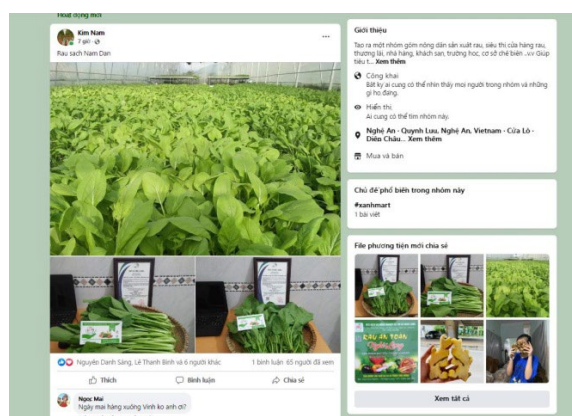 Hoạt động mới
Kim Nam
7 giờ
Rau sạch Nam Dan
Nguyễn Danh Sáng, Lê Thanh Bình và 6 người khác
1 bình luận 65 người đã xem
Thích
Bình luận
Chia sẻ
Ngọc Mai
Ngày mai hàng xuống Vinh ko anh ơi?
Giới thiệu
Tạo ra một nhóm gồm nông dân sản xuất rau, siêu thị cửa hàng rau,
thương lái, nhà hàng, khách sạn, trường học, cơ sở chế biến .v.v Giúp
tiêu t... Xem thêm
Công khai
Bất kỳ ai cũng có thể nhìn thấy mọi người trong nhóm và những
gì họ đăng.
Hiển thị
Ai cũng có thể tìm nhóm này.
Nghệ An · Quynh Luu, Nghệ An, Vietnam · Cửa Lò ·
Diễn Châu... Xem thêm
Mua và bán
Chủ đề phổ biến trong nhóm này
#xanhmart
1 bài viết
File phương tiện mới chia sẻ
RAU AN TOÀN
Xem tất cả